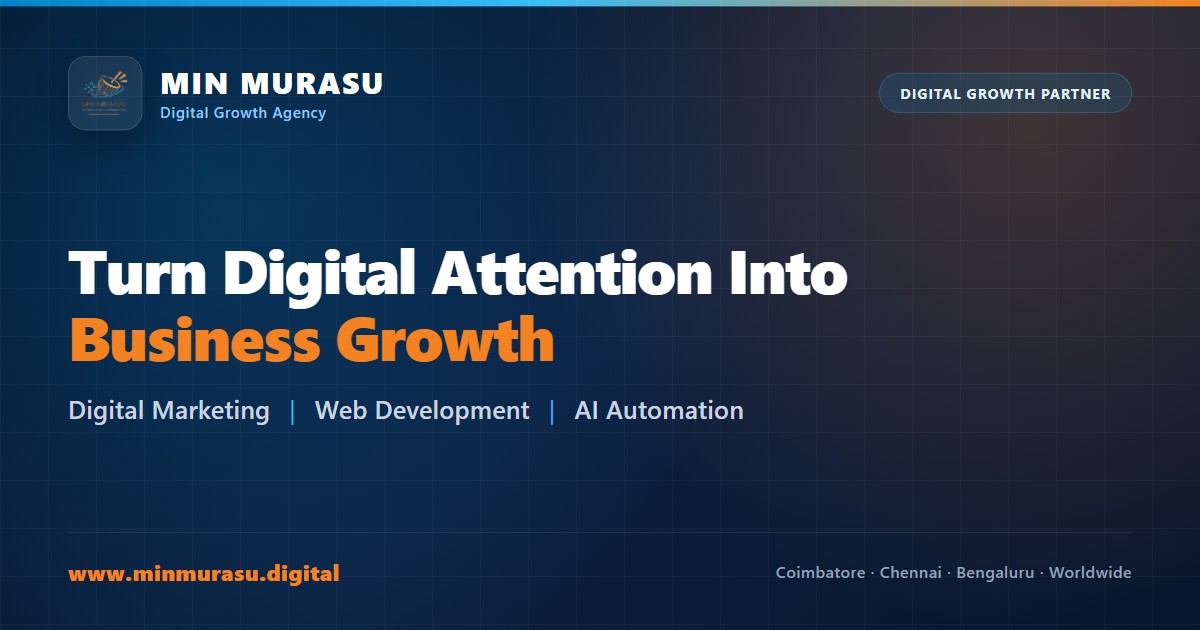 MIN MURASU
Digital Growth Agency
DIGITAL GROWTH PARTNER
Turn Digital Attention Into
Business Growth
Digital Marketing | Web Development | AI Automation
www.minmurasu.digital
Coimbatore · Chennai · Bengaluru · Worldwide